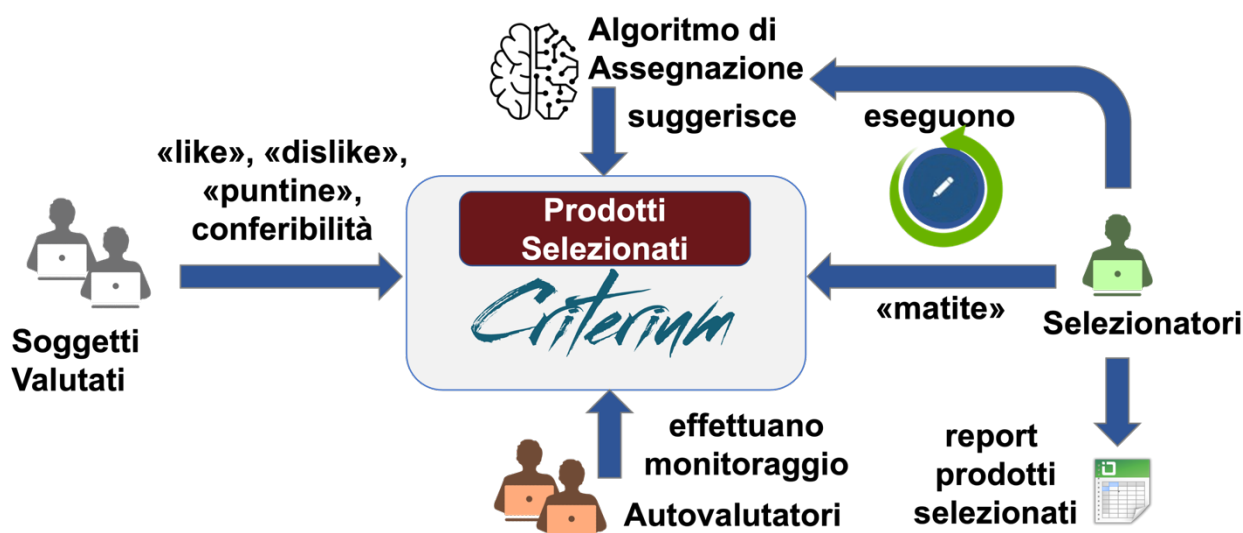 Algoritmo di
Assegnazione
suggerisce
eseguono
«like», «dislike»,
«puntine»,
conferibilità
Prodotti
Selezionati
Criterium
«matite»
Selezionatori
Soggetti
Valutati
effettuano
monitoraggio
Autovalutatori
report
prodotti
selezionati